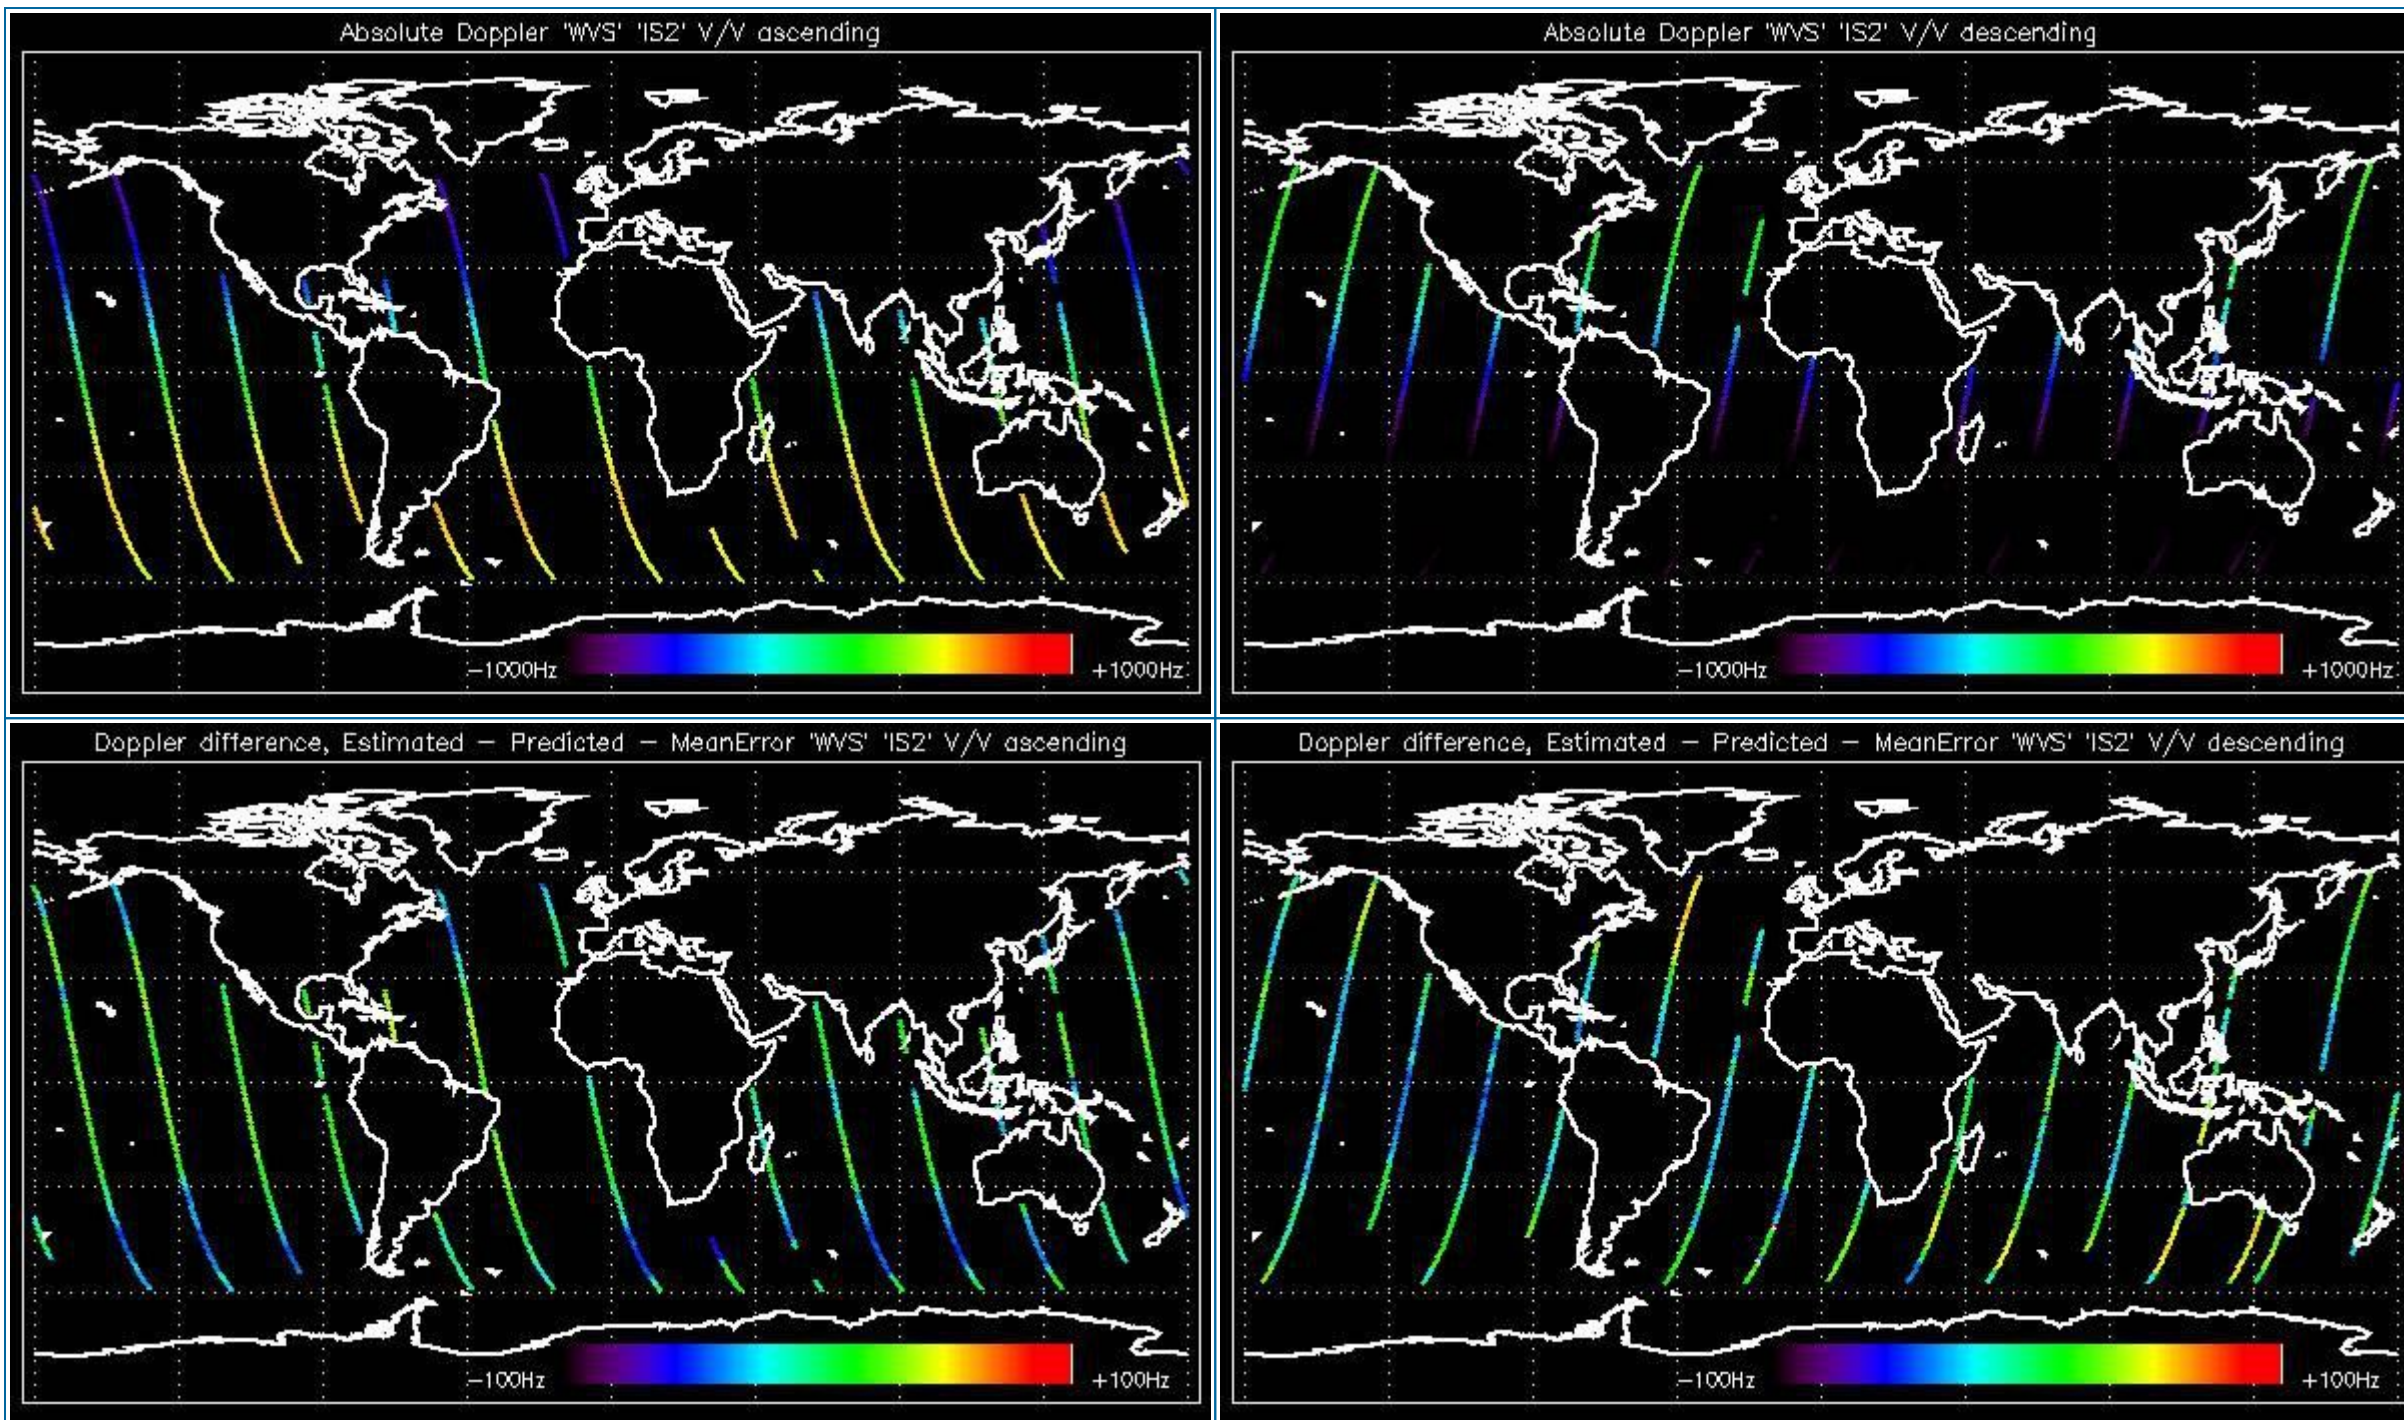 Absolute Doppler 'WVS' 'IS2' V/V ascending
-1000Hz
+1000Hz
Absolute Doppler 'WVS' 'IS2' V/V descending
-1000Hz
+1000Hz
Doppler difference, Estimated - Predicted - MeanError 'WVS' 'IS2' V/V ascending
-100Hz
+100Hz
Doppler difference, Estimated - Predicted - MeanError 'WVS' 'IS2' V/V descending
-100Hz
+100Hz